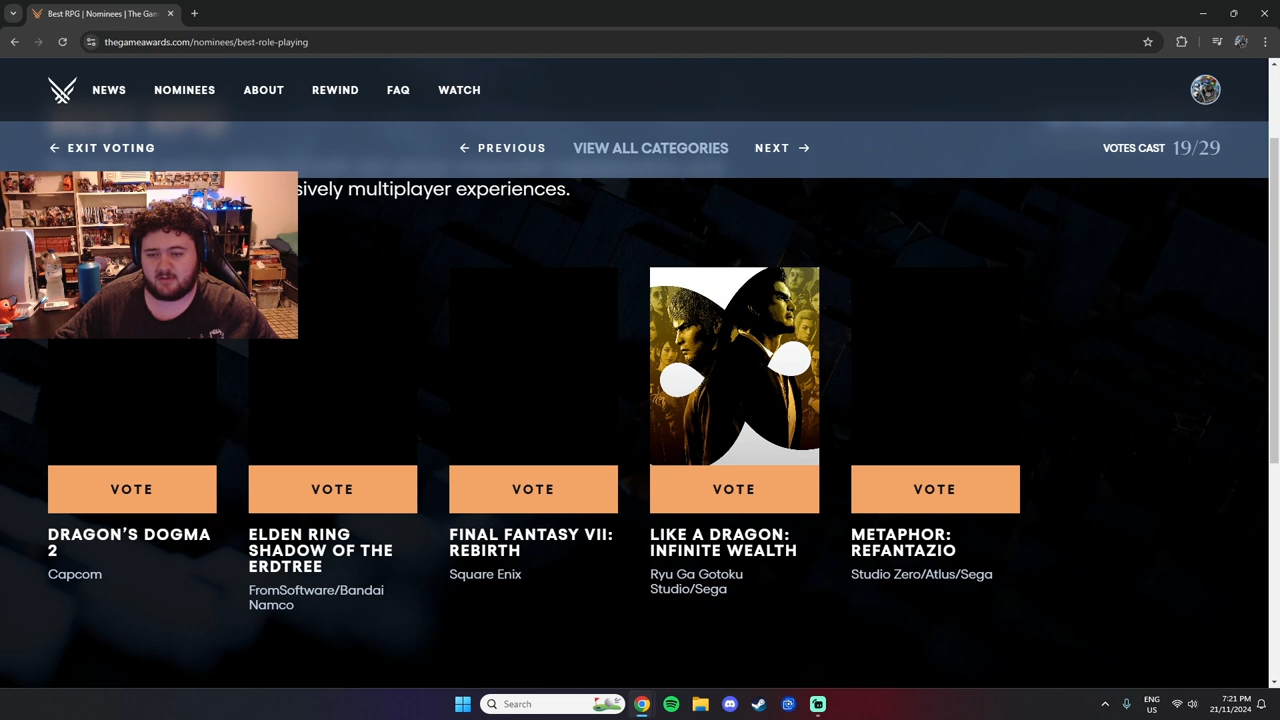 Best RPG | Nominees | The Gam
thegameawards.com/nominees/best-role-playing
NEWS
NOMINEES
ABOUT
REWIND
FAQ
WATCH
EXIT VOTING
PREVIOUS
VIEW ALL CATEGORIES
NEXT
VOTES CAST 19/29
sively multiplayer experiences.
VOTE
VOTE
VOTE
VOTE
VOTE
DRAGON'S DOGMA
2
Capcom
ELDEN RING
SHADOW OF THE
ERDTREE
FromSoftware/Bandai
Namco
FINAL FANTASY VII:
REBIRTH
Square Enix
LIKE A DRAGON:
INFINITE WEALTH
Ryu Ga Gotoku
Studio/Sega
METAPHOR:
REFANTAZIO
Studio Zero/Atlus/Sega
Search
ENG
US
7:21 PM
21/11/2024